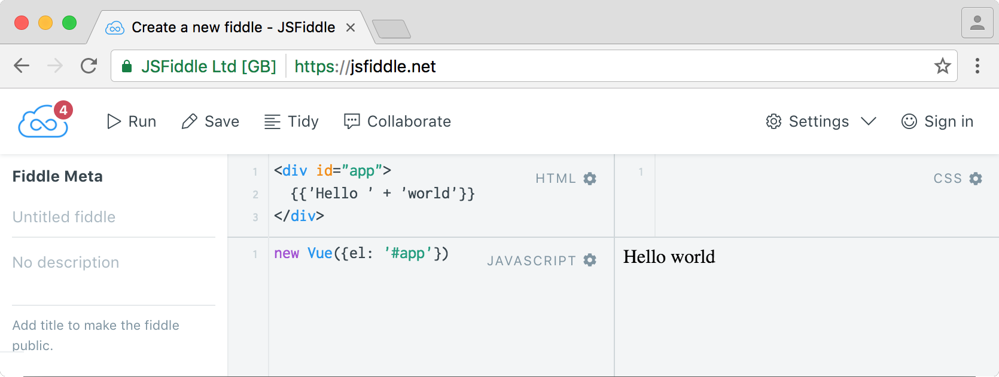 Create a new fiddle - JSFiddle
JSFiddle Ltd [GB] https://jsfiddle.net
4 Run Save Tidy Collaborate Settings Sign in
Fiddle Meta
Untitled fiddle
No description
Add title to make the fiddle
public.
1 <div id="app">
2 {{'Hello ' + 'world'}}
3 </div>
HTML
1
CSS
1 new Vue({el: '#app'})
JAVASCRIPT
Hello world